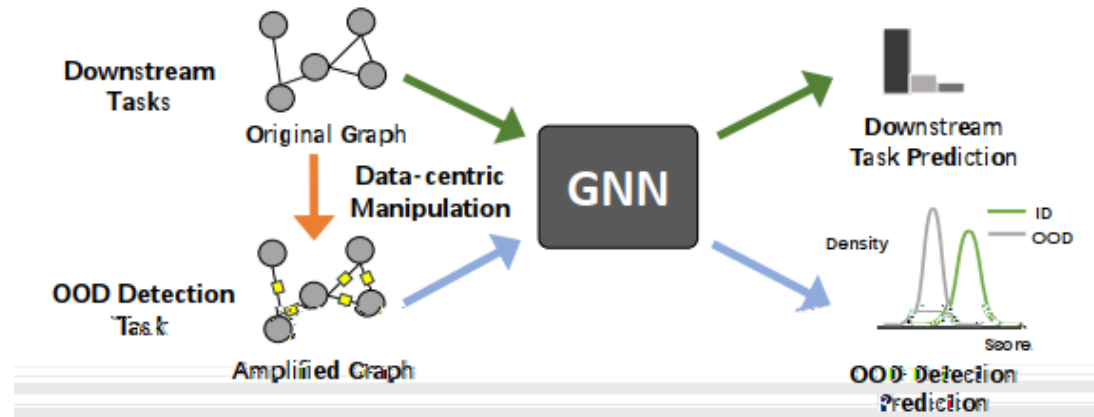 Downstream
Tasks
Original Graph
Data-centric
Manipulation
OOD Detection
Task
Amplified Graph
GNN
Downstream
Task Prediction
ID
OOD
Density
Score
OOD Detection
Prediction